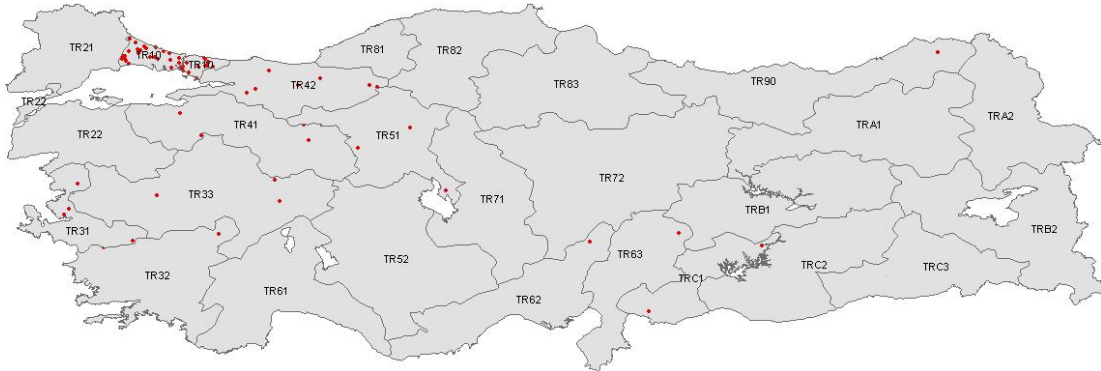 TR21
TR10
TR10
TR81
TR82
TR42
TR83
TR90
TR22
TRA1
TRA2
TR41
TR51
TR22
TR72
TR33
TR71
TRB1
TR31
TRB2
TR63
TR52
TRC2
TRC3
TR32
TRC1
TR61
TR62